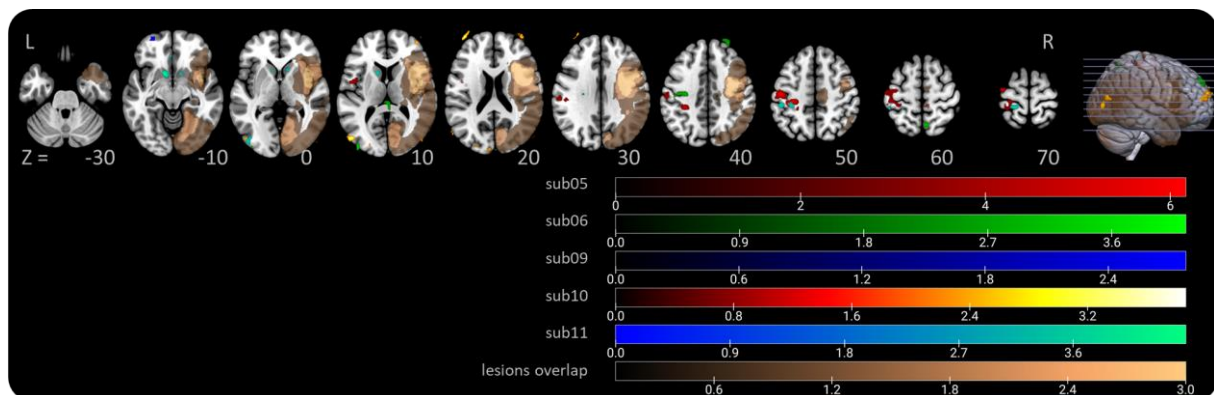 L
R
Z = -30 -10 0 10 20 30 40 50 60 70
sub05
0 2 4 6
sub06
0.0 0.9 1.8 2.7 3.6
sub09
0.0 0.6 1.2 1.8 2.4
sub10
0.0 0.8 1.6 2.4 3.2
sub11
0.0 0.9 1.8 2.7 3.6
lesions overlap
0.6 1.2 1.8 2.4 3.0